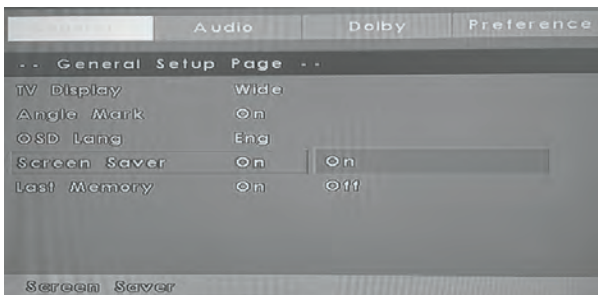 Audio Dolby Preference
-- General Setup Page --
TV Display Wide
Angle Mark On
OSD Lang Eng
Screen Saver On On
Last Memory On Off
Screen Saver